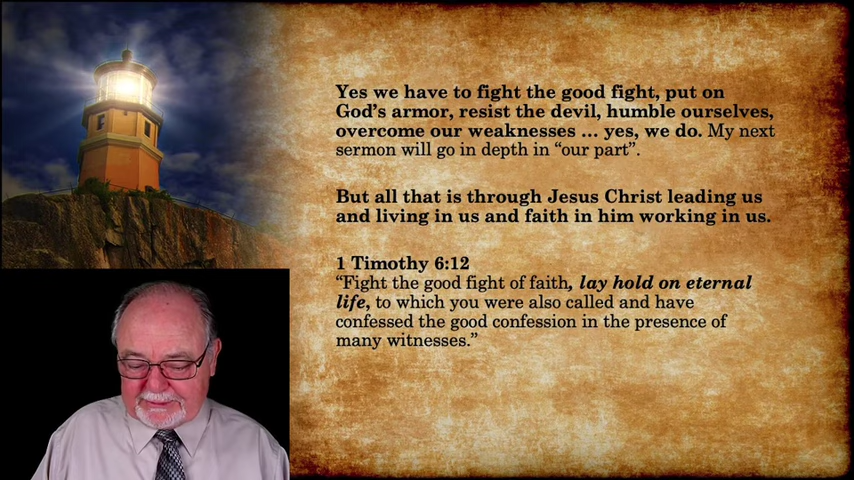 Yes we have to fight the good fight, put on
God's armor, resist the devil, humble ourselves,
overcome our weaknesses ... yes, we do. My next
sermon will go in depth in “our part”.
But all that is through Jesus Christ leading us
and living in us and faith in him working in us.
1 Timothy 6:12
“Fight the good fight of faith, lay hold on eternal
life, to which you were also called and have
confessed the good confession in the presence of
many witnesses.”